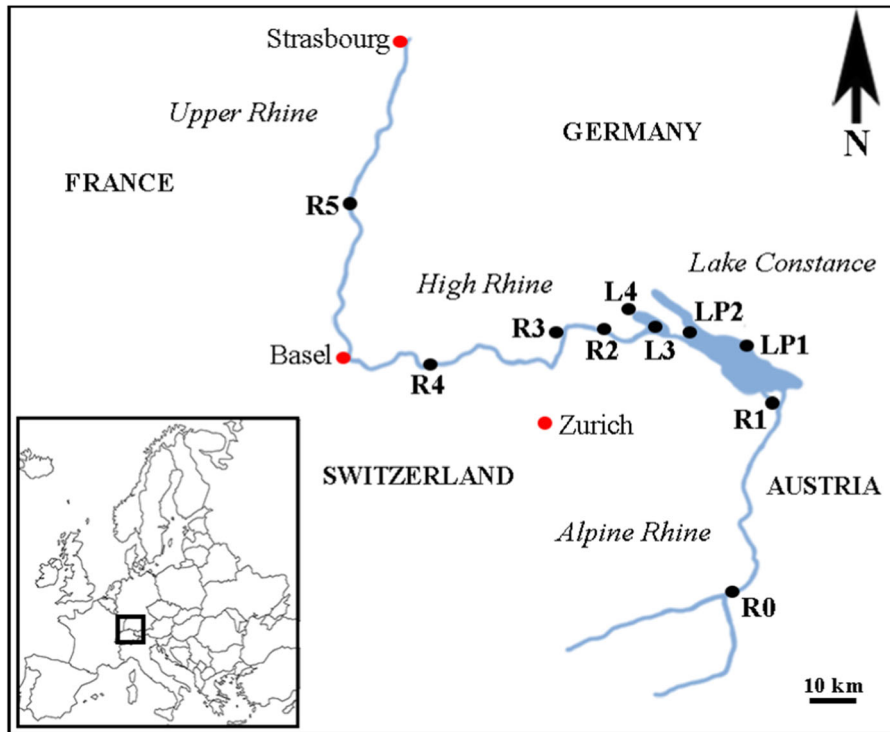 Strasbourg
Upper Rhine
GERMANY
N
FRANCE
R5
Lake Constance
High Rhine
L4
LP2
R3
R2
L3
LP1
Basel
R4
R1
Zurich
SWITZERLAND
AUSTRIA
Alpine Rhine
R0
10 km